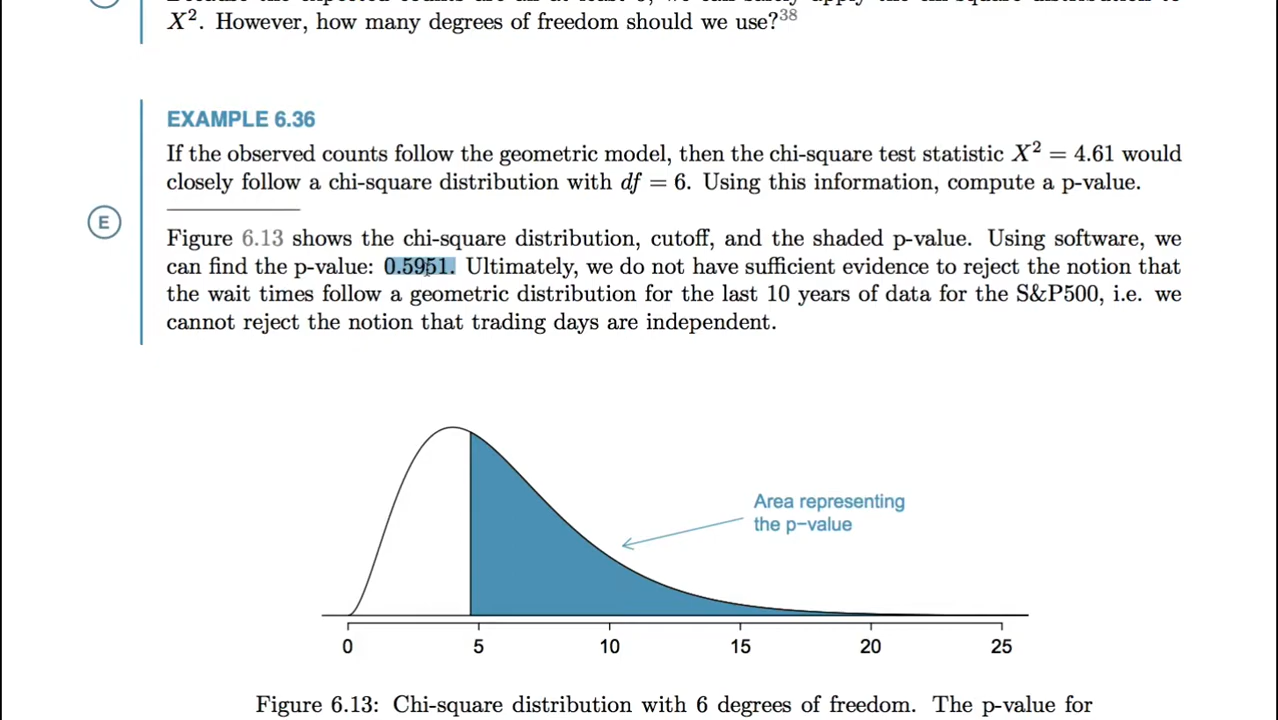 X². However, how many degrees of freedom should we use?³⁸
EXAMPLE 6.36
If the observed counts follow the geometric model, then the chi-square test statistic X² = 4.61 would
closely follow a chi-square distribution with df = 6. Using this information, compute a p-value.
E
Figure 6.13 shows the chi-square distribution, cutoff, and the shaded p-value. Using software, we
can find the p-value: 0.5951. Ultimately, we do not have sufficient evidence to reject the notion that
the wait times follow a geometric distribution for the last 10 years of data for the S&P500, i.e. we
cannot reject the notion that trading days are independent.
Area representing
the p−value
0 5 10 15 20 25
Figure 6.13: Chi-square distribution with 6 degrees of freedom. The p-value for